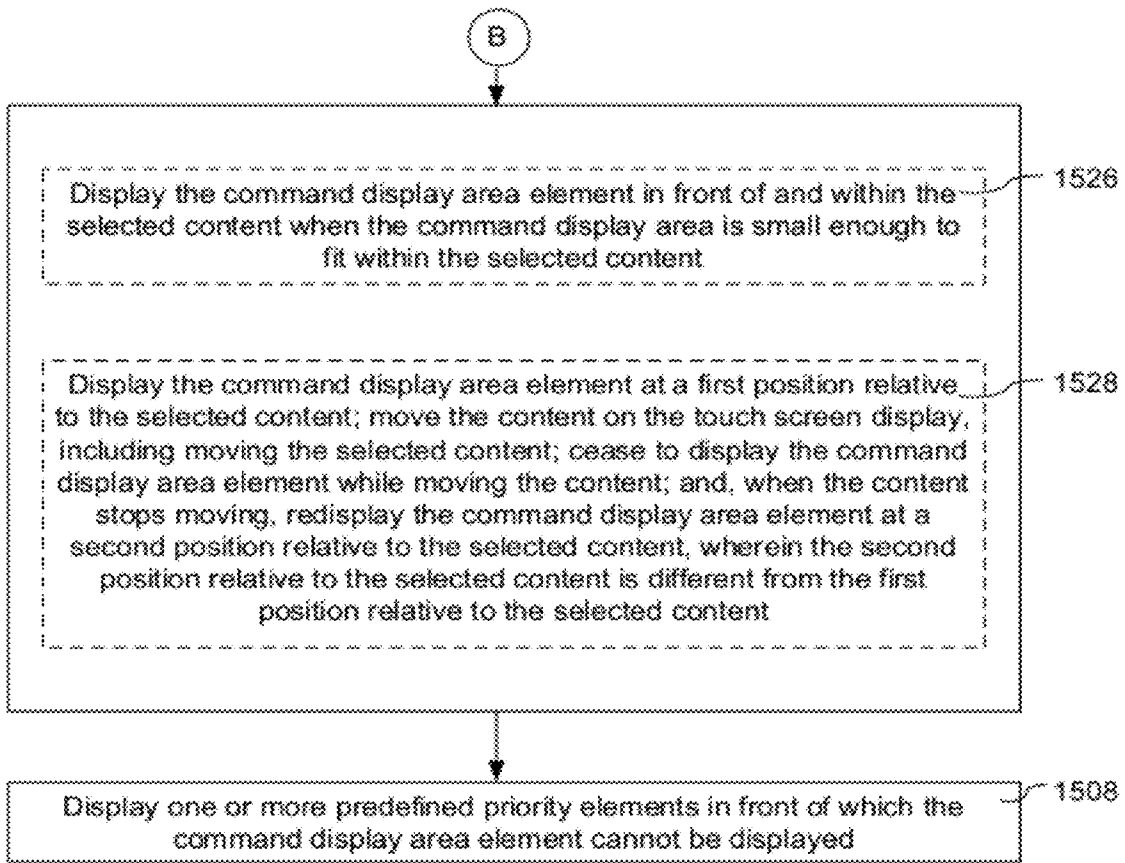 B
Display the command display area element in front of and within the
selected content when the command display area is small enough to
fit within the selected content
1526
Display the command display area element at a first position relative
to the selected content; move the content on the touch screen display,
including moving the selected content; cease to display the command
display area element while moving the content; and, when the content
stops moving, redisplay the command display area element at a
second position relative to the selected content, wherein the second
position relative to the selected content is different from the first
position relative to the selected content
1528
Display one or more predefined priority elements in front of which the
command display area element cannot be displayed
1508